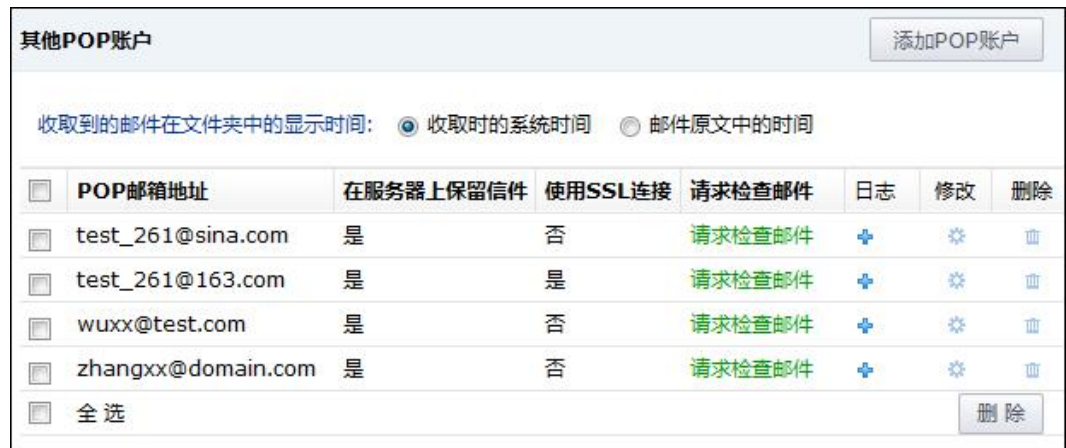 其他POP账户 添加POP账户
收取到的邮件在文件夹中的显示时间: 收取时的系统时间 邮件原文中的时间
POP邮箱地址 在服务器上保留信件 使用SSL连接 请求检查邮件 日志 修改 删除
test_261@sina.com 是 否 请求检查邮件
test_261@163.com 是 是 请求检查邮件
wuxx@test.com 是 否 请求检查邮件
zhangxx@domain.com 是 否 请求检查邮件
全 选 删 除